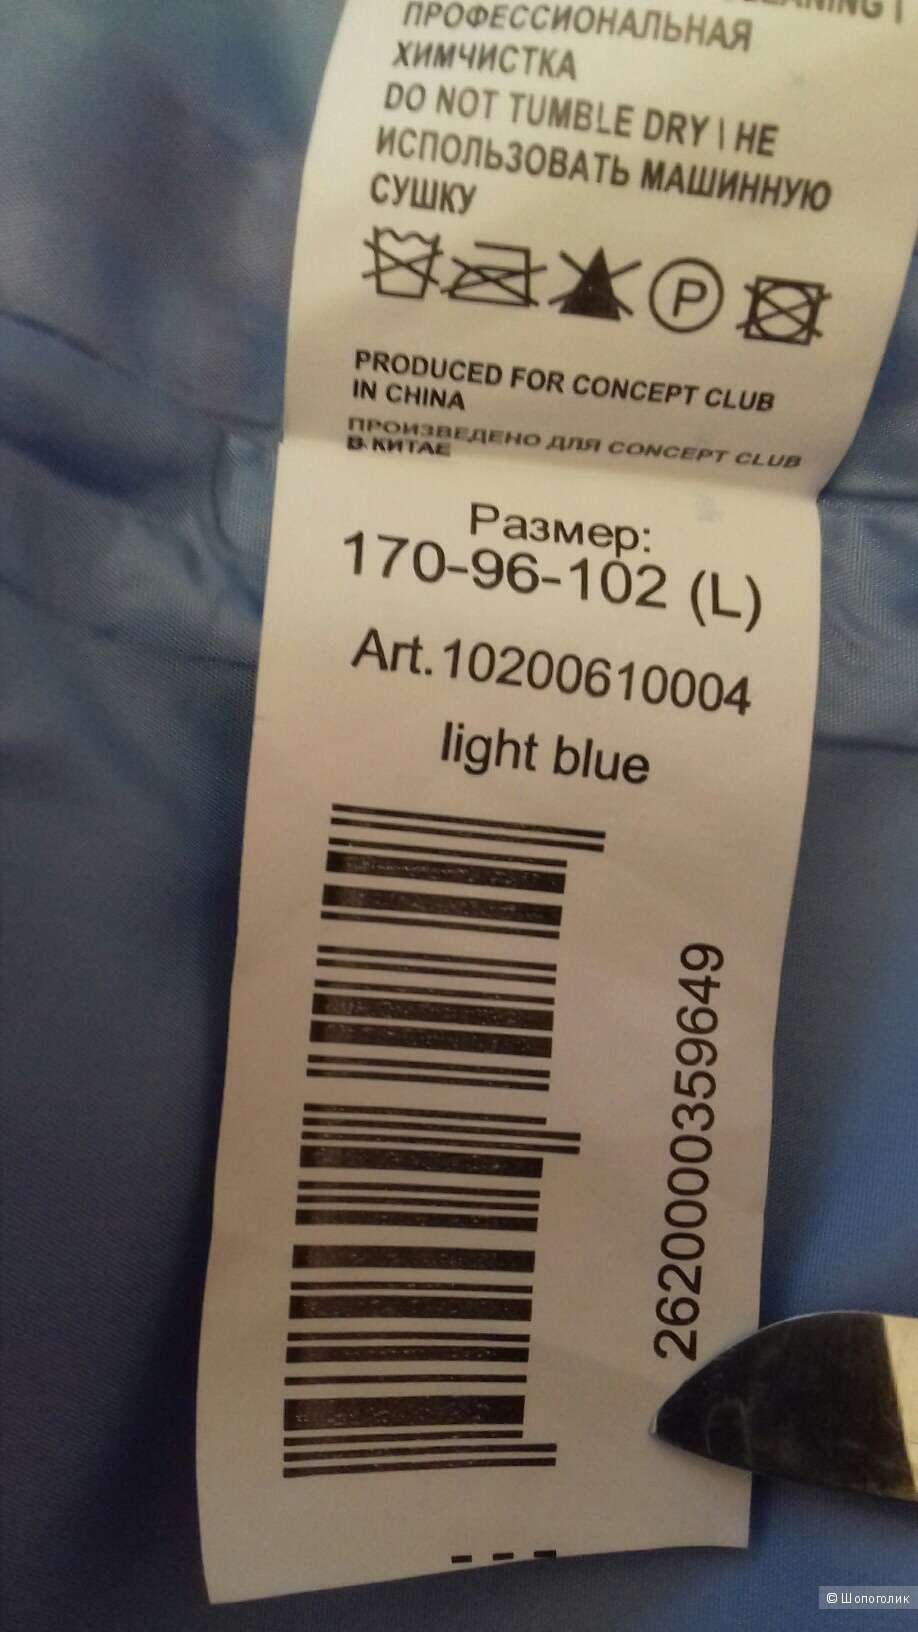 CLEANING |
ПРОФЕССИОНАЛЬНАЯ
ХИМЧИСТКА
DO NOT TUMBLE DRY | НЕ
ИСПОЛЬЗОВАТЬ МАШИННУЮ
СУШКУ
P
PRODUCED FOR CONCEPT CLUB
IN CHINA
ПРОИЗВЕДЕНО ДЛЯ CONCEPT CLUB
В КИТАЕ
Размер:
170-96-102 (L)
Art.10200610004
light blue
2620000359649
© Шопоголик